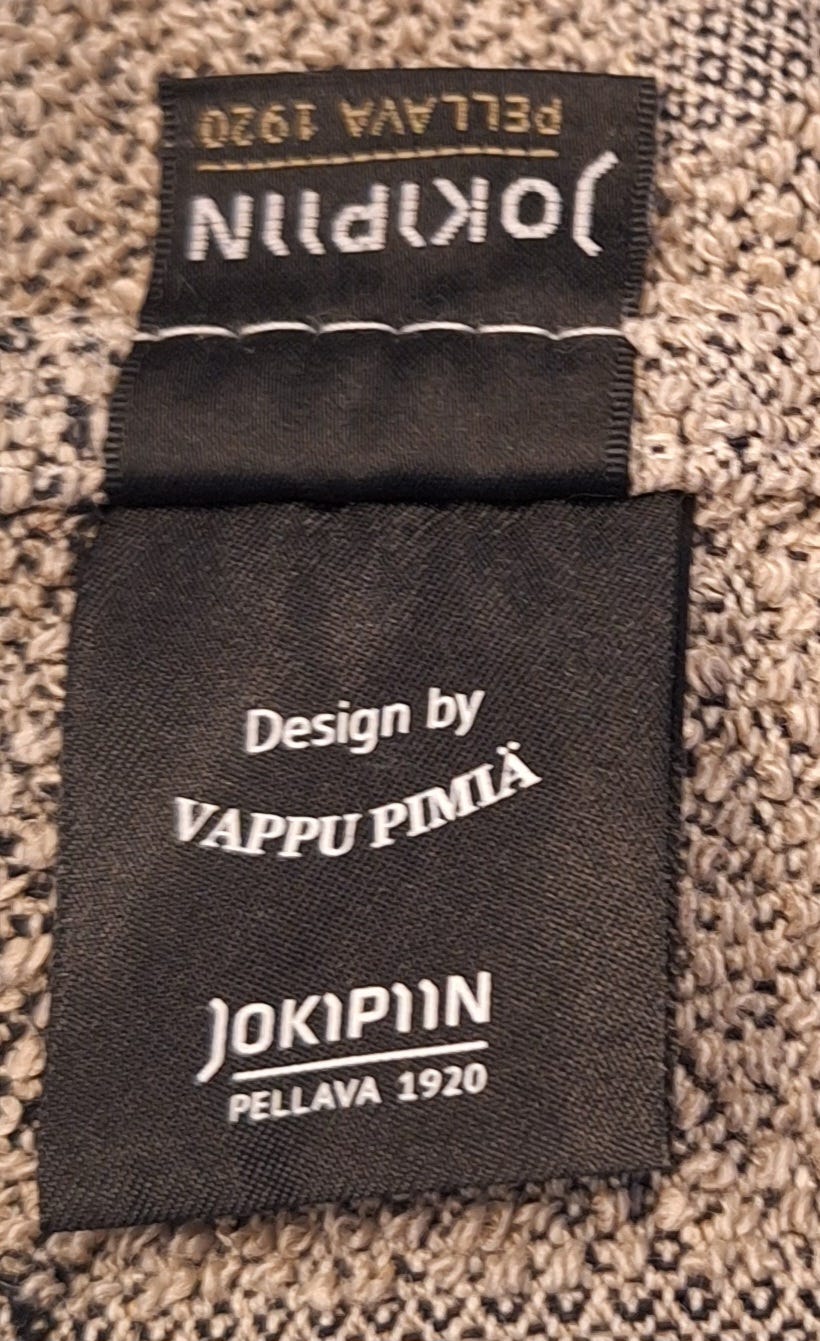 JOKIPIIN
PELLAVA 1920
Design by
VAPPU PIMIÄ
JOKIPIIN
PELLAVA 1920